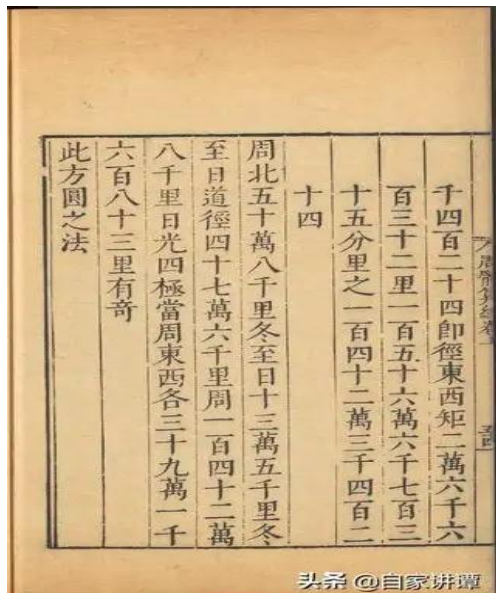 千四百二十四卽徑東西矩二萬六千六
百三十二里一百五十六萬六千七百三
十五分里之一百四十二萬三千四百二
十四
周北五十萬八千里冬至日十三萬五千里冬
至日道徑四十七萬六千里周一百四十二萬
八千里日光四極當周東西各三十九萬一千
六百八十三里有奇
此方圓之法
五四
头条 @自家讲谭